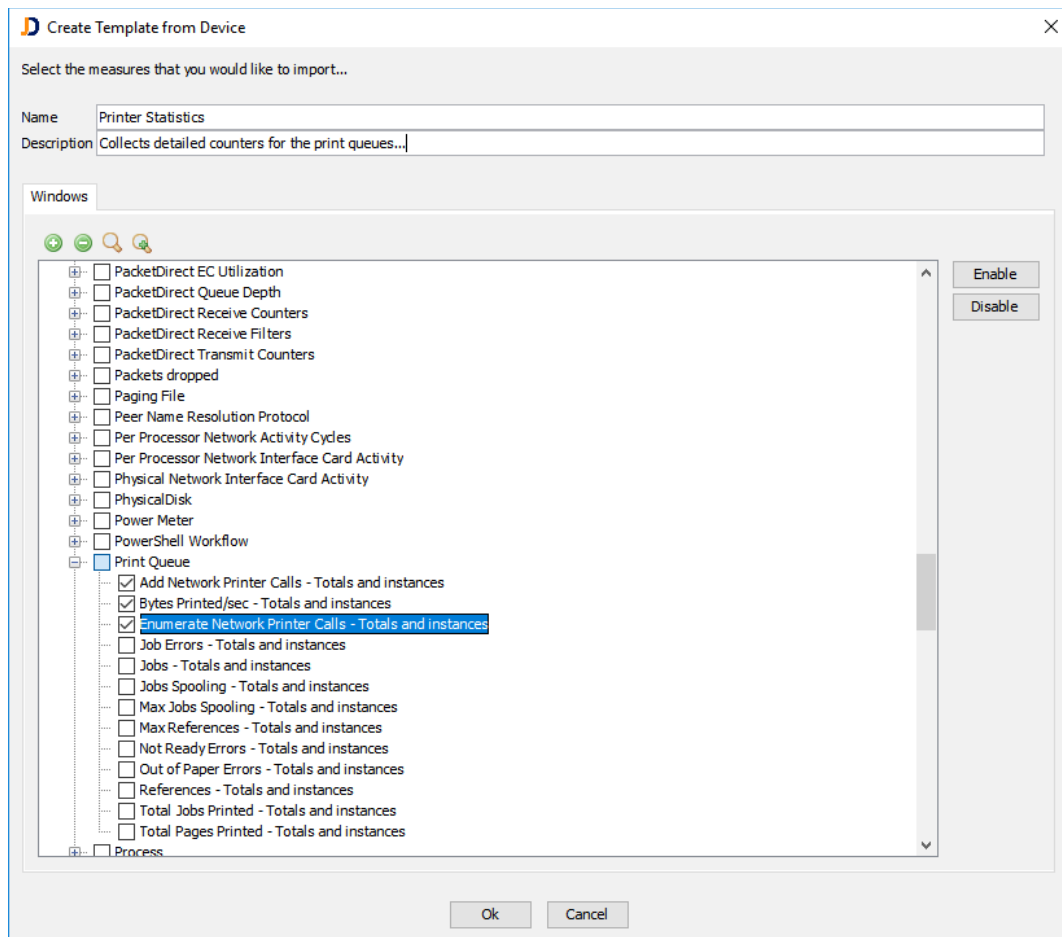 Create Template from Device
Select the measures that you would like to import...
Name Printer Statistics
Description Collects detailed counters for the print queues...
Windows
PacketDirect EC Utilization
Enable
PacketDirect Queue Depth
PacketDirect Receive Counters
Disable
PacketDirect Receive Filters
PacketDirect Transmit Counters
Packets dropped
Paging File
Peer Name Resolution Protocol
Per Processor Network Activity Cycles
Per Processor Network Interface Card Activity
Physical Network Interface Card Activity
PhysicalDisk
Power Meter
PowerShell Workflow
Print Queue
Add Network Printer Calls - Totals and instances
Bytes Printed/sec - Totals and instances
Enumerate Network Printer Calls - Totals and instances
Job Errors - Totals and instances
Jobs - Totals and instances
Jobs Spooling - Totals and instances
Max Jobs Spooling - Totals and instances
Max References - Totals and instances
Not Ready Errors - Totals and instances
Out of Paper Errors - Totals and instances
References - Totals and instances
Total Jobs Printed - Totals and instances
Total Pages Printed - Totals and instances
Process
Ok Cancel